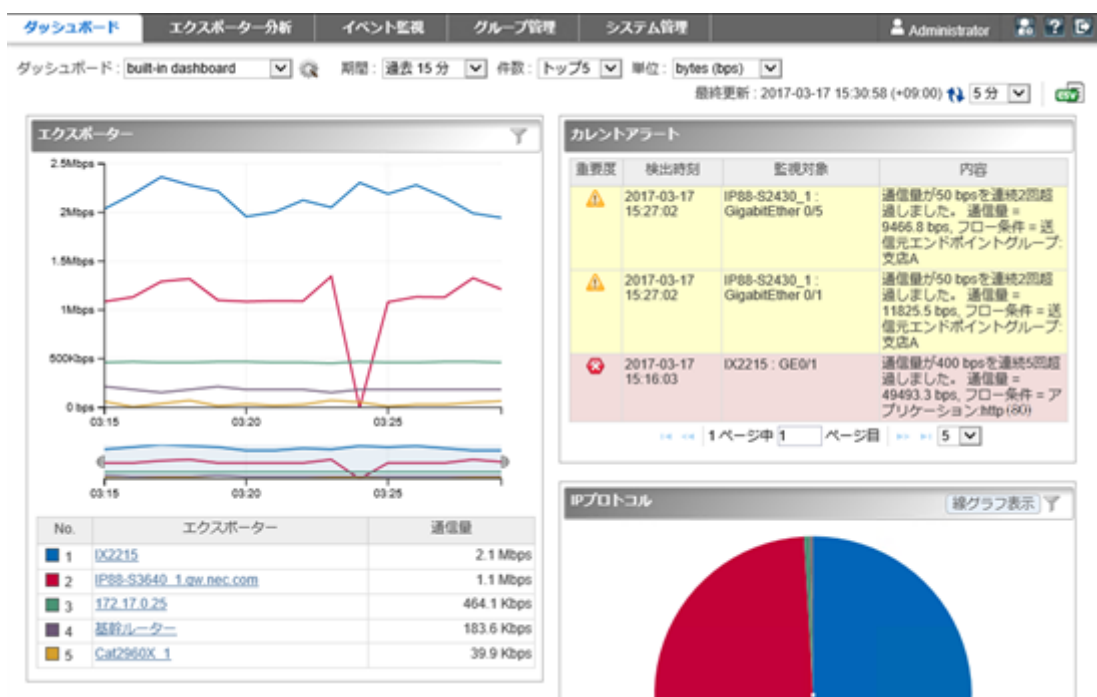 ダッシュボード エクスポーター分析 イベント監視 グループ管理 システム管理 Administrator ?
ダッシュボード : built-in dashboard 期間 : 過去 15 分 件数 : トップ5 単位 : bytes (bps)
最終更新 : 2017-03-17 15:30:58 (+09:00) 5 分 csv
エクスポーター
2.5Mbps
2Mbps
1.5Mbps
1Mbps
500Kbps
0 bps
03:15 03:20 03:25
03:15 03:20 03:25
No. エクスポーター 通信量
1 IX2215 2.1 Mbps
2 IP88-S3640_1.gw.nec.com 1.1 Mbps
3 172.17.0.25 464.1 Kbps
4 基幹ルーター 183.6 Kbps
5 Cat2960X_1 39.9 Kbps
カレントアラート
重要度 検出時刻 監視対象 内容
2017-03-17 IP88-S2430_1 : 通信量が50 bpsを連続2回超
15:27:02 GigabitEther 0/5 過しました。 通信量 =
9466.8 bps, フロー条件 = 送
信元エンドポイントグループ:
支店A
2017-03-17 IP88-S2430_1 : 通信量が50 bpsを連続2回超
15:27:02 GigabitEther 0/1 過しました。 通信量 =
11825.5 bps, フロー条件 = 送
信元エンドポイントグループ:
支店A
2017-03-17 IX2215 : GE0/1 通信量が400 bpsを連続5回超
15:16:03 過しました。 通信量 =
49493.3 bps, フロー条件 = ア
プリケーション:http (80)
1 ページ中 1 ページ目 5
IPプロトコル 線グラフ表示